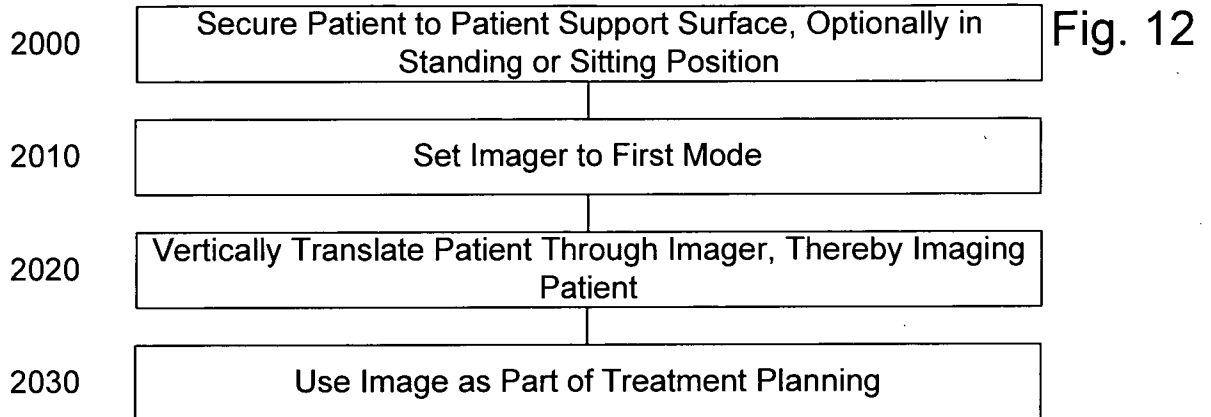 Fig. 12
2000
Secure Patient to Patient Support Surface, Optionally in
Standing or Sitting Position
2010
Set Imager to First Mode
2020
Vertically Translate Patient Through Imager, Thereby Imaging
Patient
2030
Use Image as Part of Treatment Planning